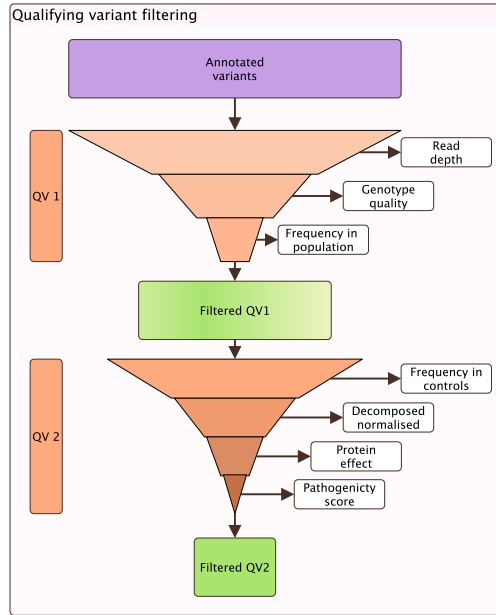 Qualifying variant filtering
Annotated
variants
QV 1
Read
depth
Genotype
quality
Frequency in
population
Filtered QV1
QV 2
Frequency in
controls
Decomposed
normalised
Protein
effect
Pathogenicty
score
Filtered QV2